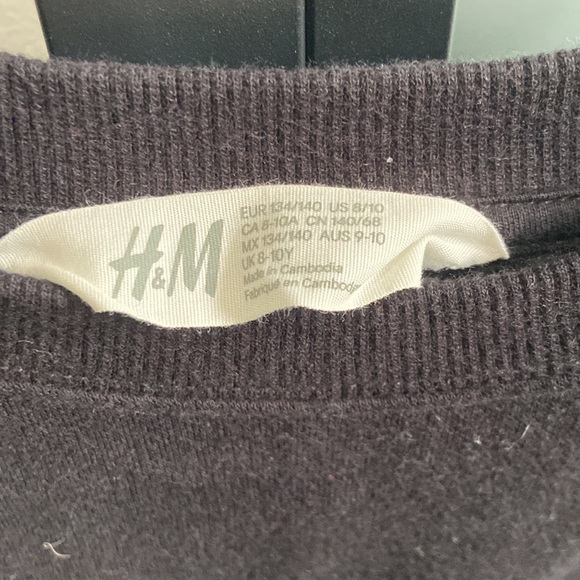 H&M
EUR 134/140 US 8/10
CA 8-10A CN 140/68
MX 134/140 AUS 9-10
UK 8-10Y
Made in Cambodia
Fabriqué en Cambodge